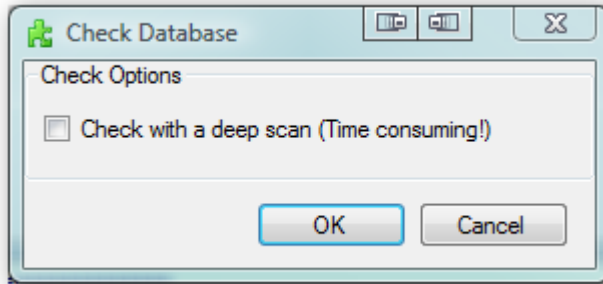 Check Database
Check Options
Check with a deep scan (Time consuming!)
OK Cancel